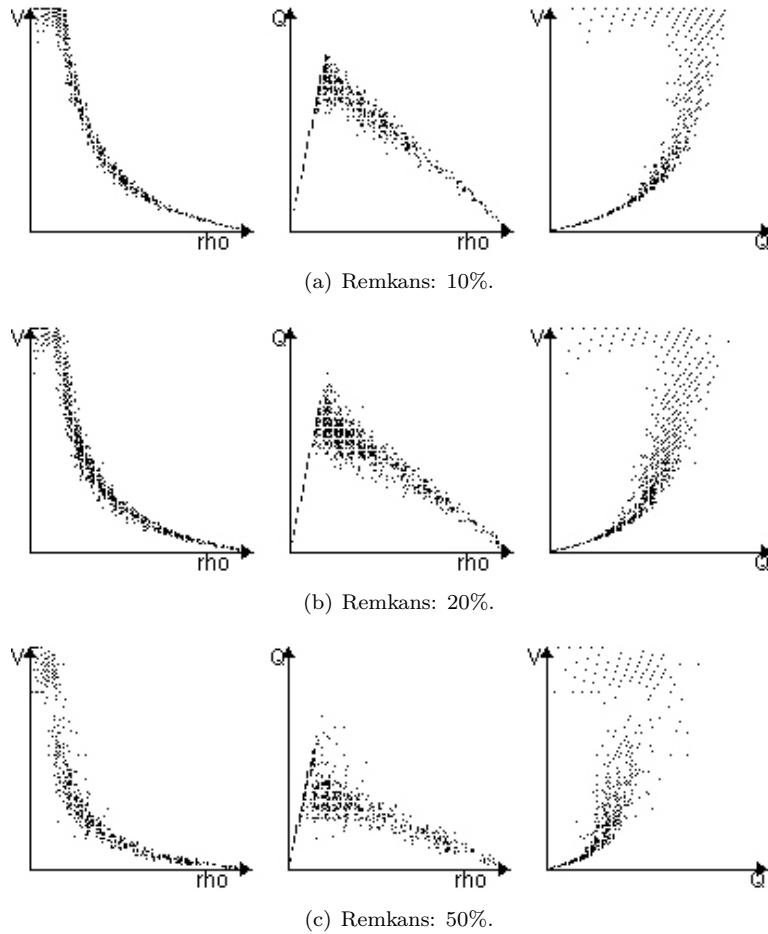 V Q V
rho rho Q
(a) Remkans: 10%.
V Q V
rho rho Q
(b) Remkans: 20%.
V Q V
rho rho Q
(c) Remkans: 50%.